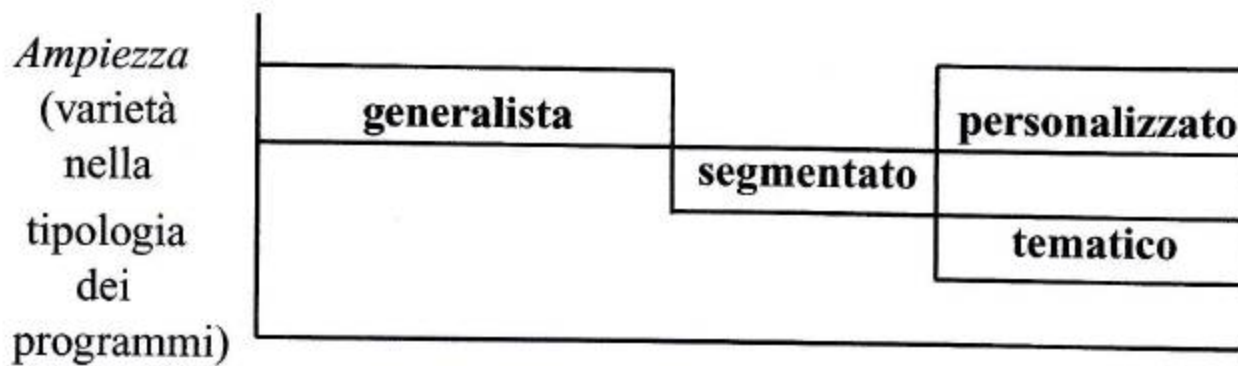 Ampiezza
(varietà
nella
tipologia
dei
programmi)
generalista
personalizzato
segmentato
tematico